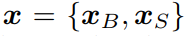 𝒙 = {𝒙_B, 𝒙_S}